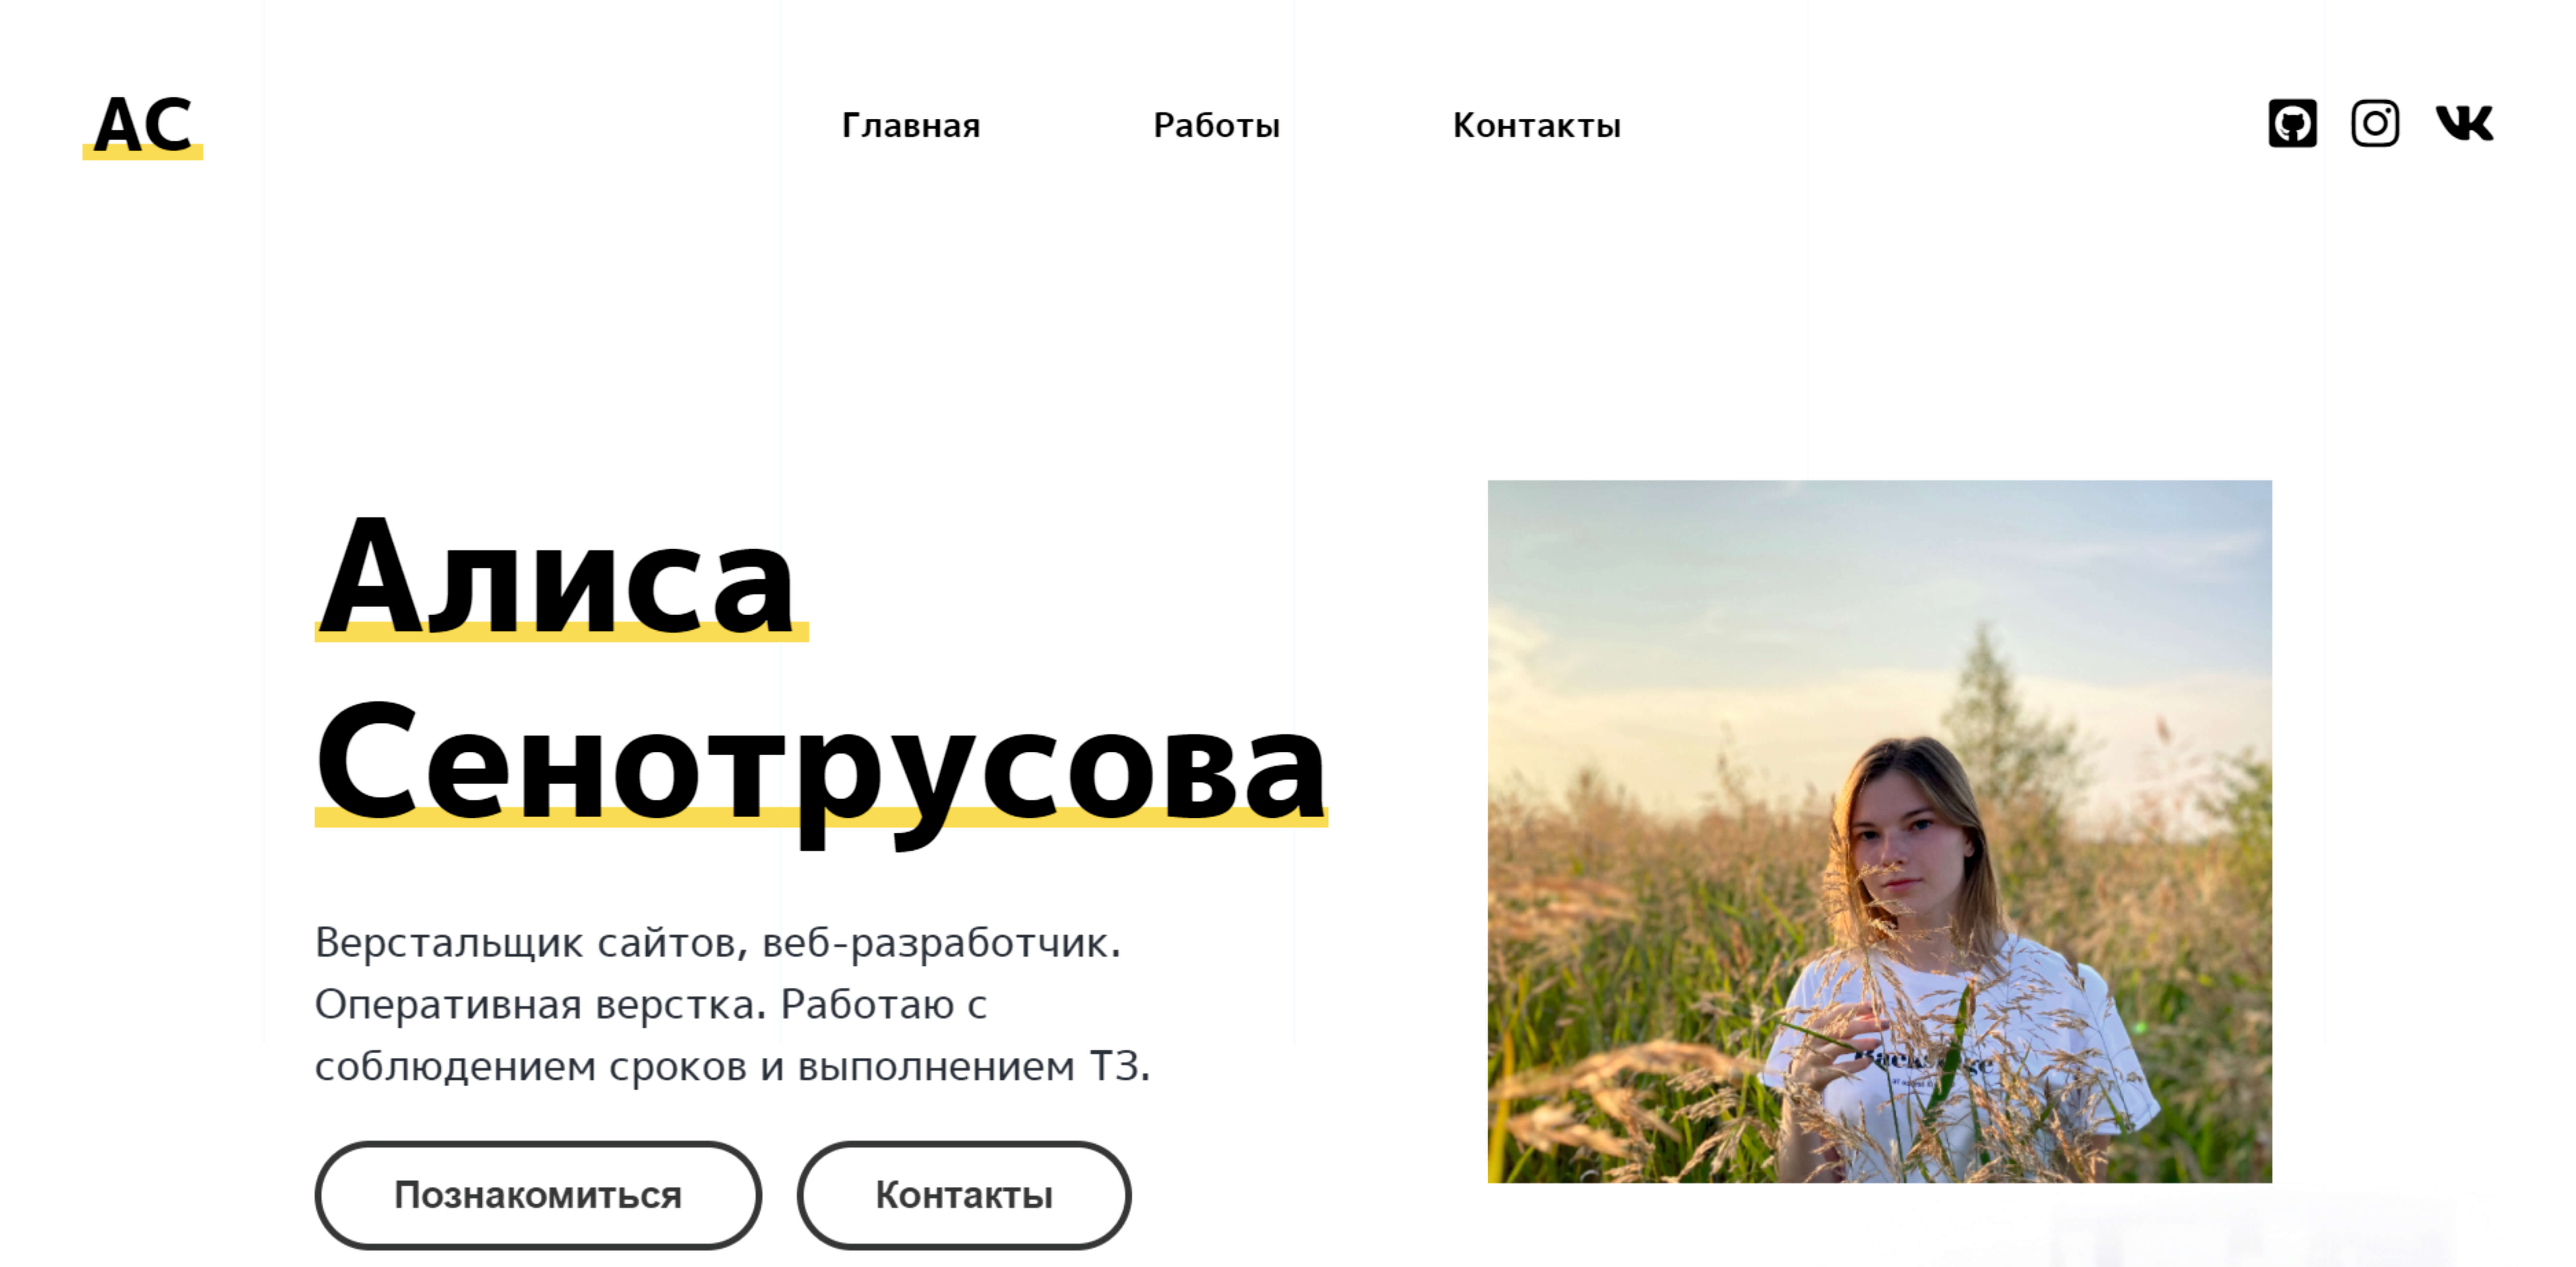 АС
Главная
Работы
Контакты
Алиса
Сенотрусова
Верстальщик сайтов, веб-разработчик.
Оперативная верстка. Работаю с
соблюдением сроков и выполнением ТЗ.
Познакомиться
Контакты